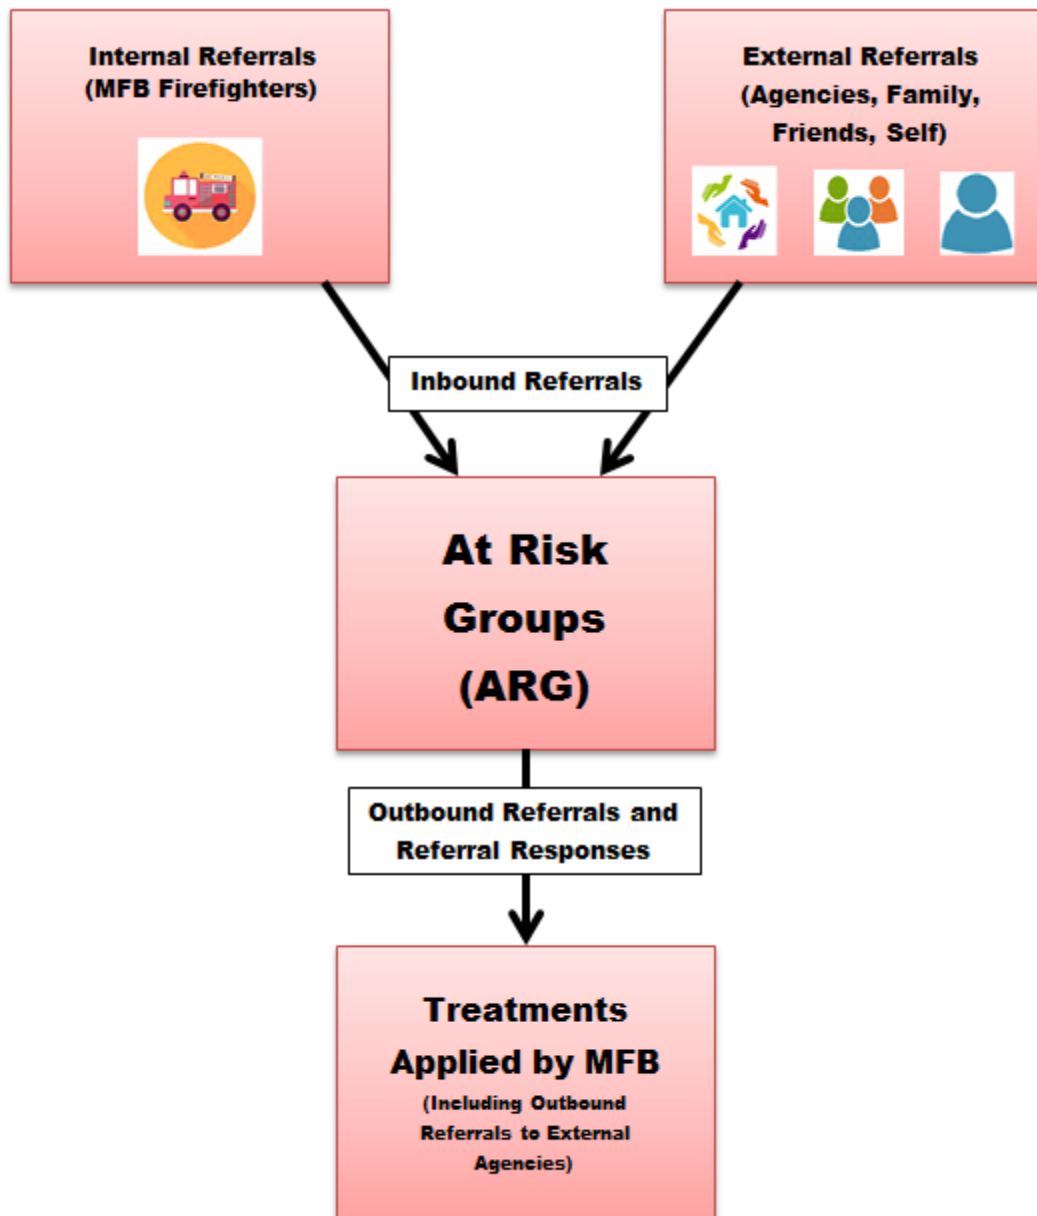 Internal Referrals
(MFB Firefighters)
External Referrals
(Agencies, Family,
Friends, Self)
Inbound Referrals
At Risk
Groups
(ARG)
Outbound Referrals and
Referral Responses
Treatments
Applied by MFB
(Including Outbound
Referrals to External
Agencies)